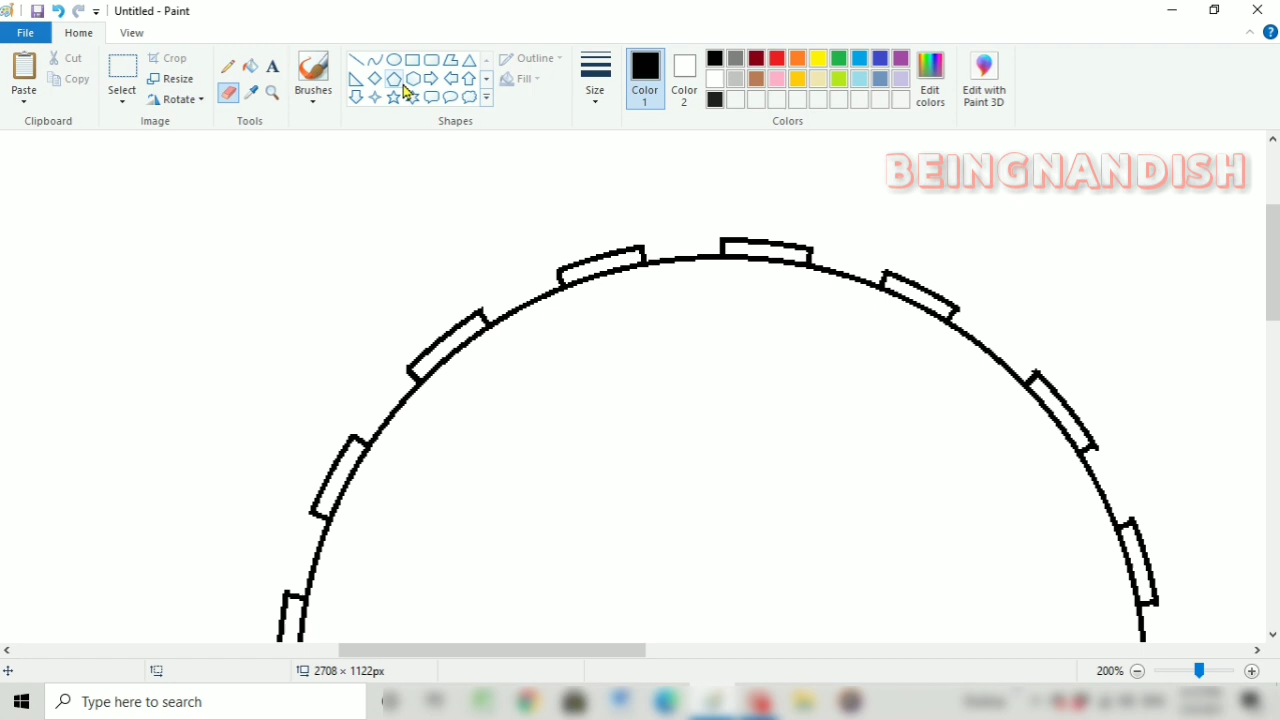 Untitled - Paint
File Home View
Paste
Cut
Copy
Clipboard
Select
Crop
Resize
Rotate
Image
Tools
Brushes
Shapes
Outline
Fill
Size
Color 1
Color 2
Edit colors
Colors
Edit with Paint 3D
BEINGNANDISH
2708 × 1122px
200%
Type here to search